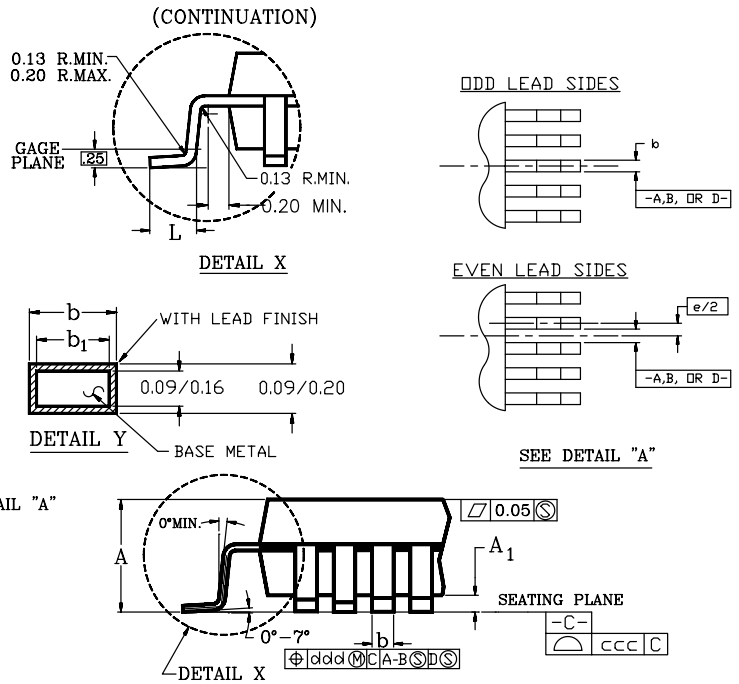 (CONTINUATION)
0.13 R.MIN.
0.20 R.MAX.
GAGE
PLANE
.25
0.13 R.MIN.
0.20 MIN.
L
DETAIL X
ODD LEAD SIDES
b
-A,B, OR D-
EVEN LEAD SIDES
e/2
-A,B, OR D-
SEE DETAIL "A"
b
b1
WITH LEAD FINISH
0.09/0.16
0.09/0.20
BASE METAL
DETAIL Y
AIL "A"
A
0°MIN.
⏥ 0.05 Ⓢ
A1
SEATING PLANE
-C-
⌓ ccc C
0°-7°
b
⌖ ddd Ⓜ C A-B Ⓢ D Ⓢ
DETAIL X